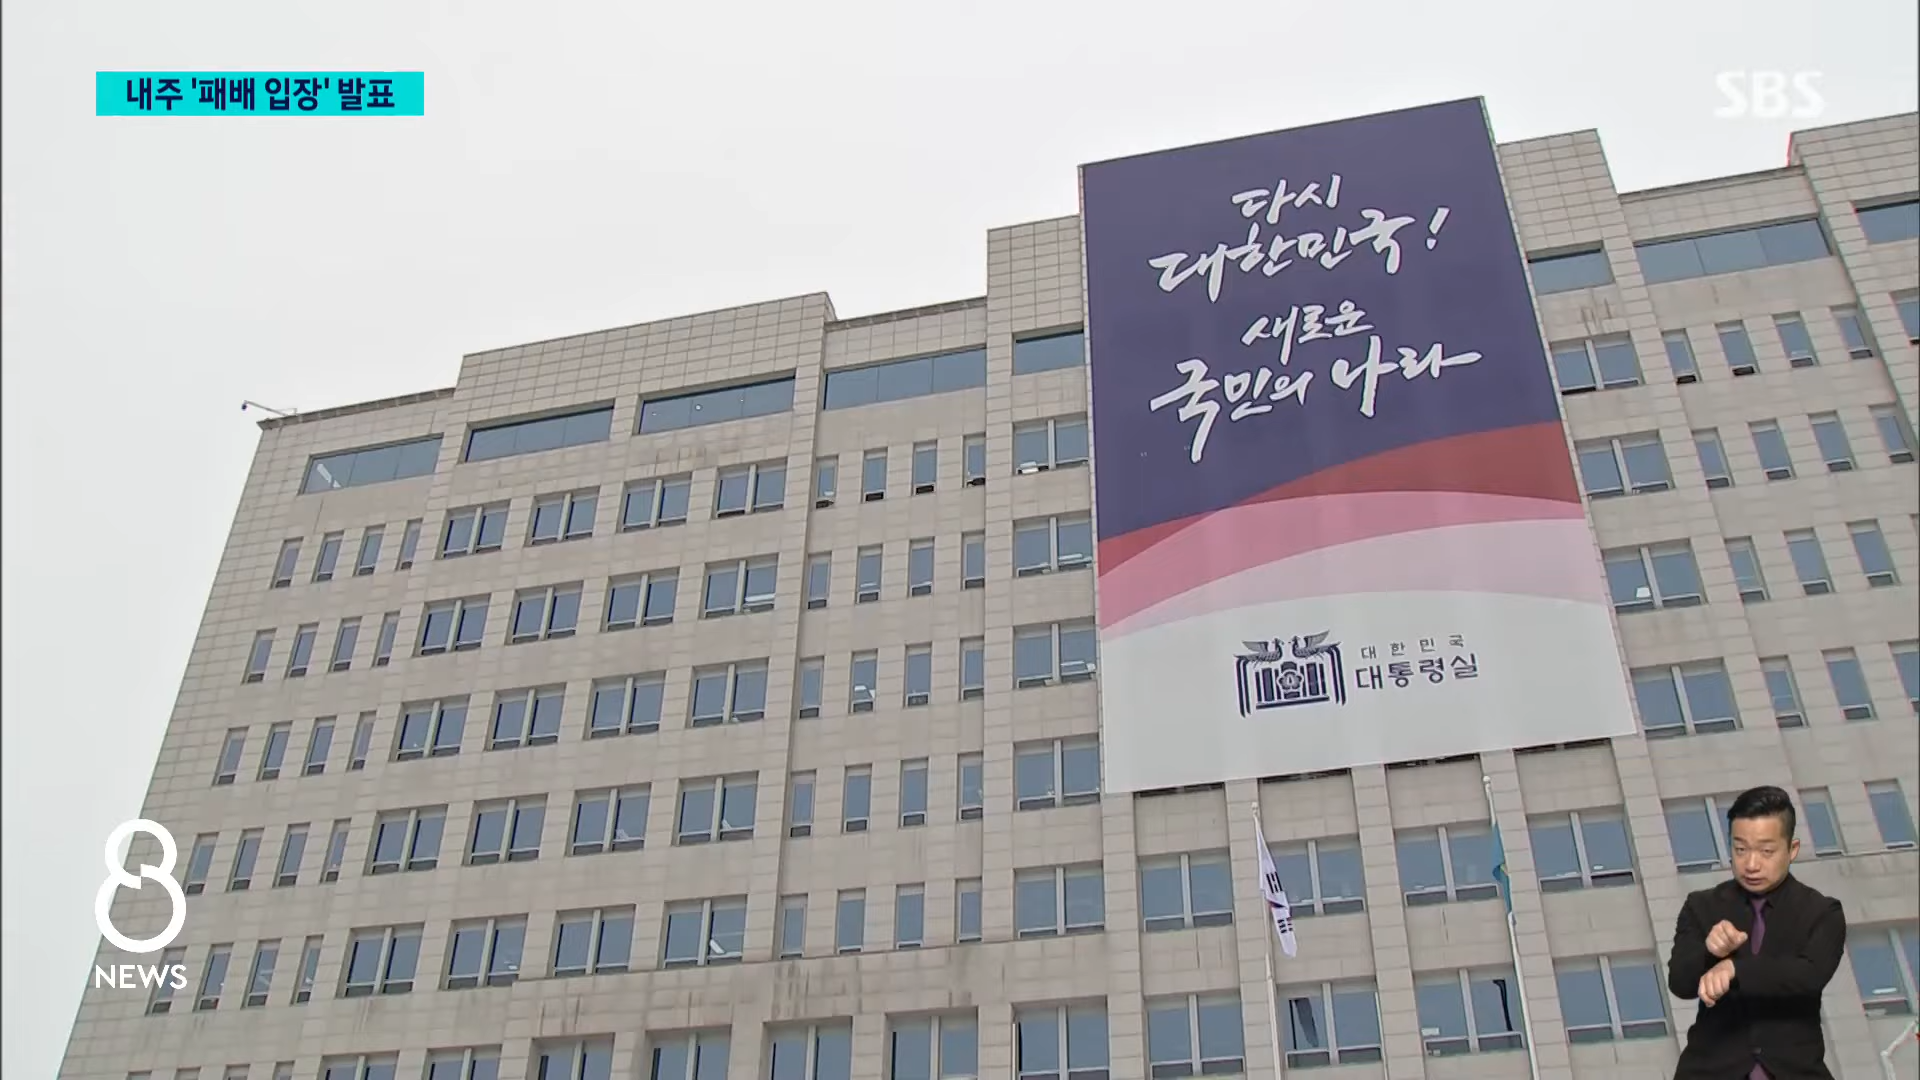 내주 '패배 입장' 발표
SBS
다시
대한민국!
새로운
국민의 나라
대한민국
대통령실
8
NEWS